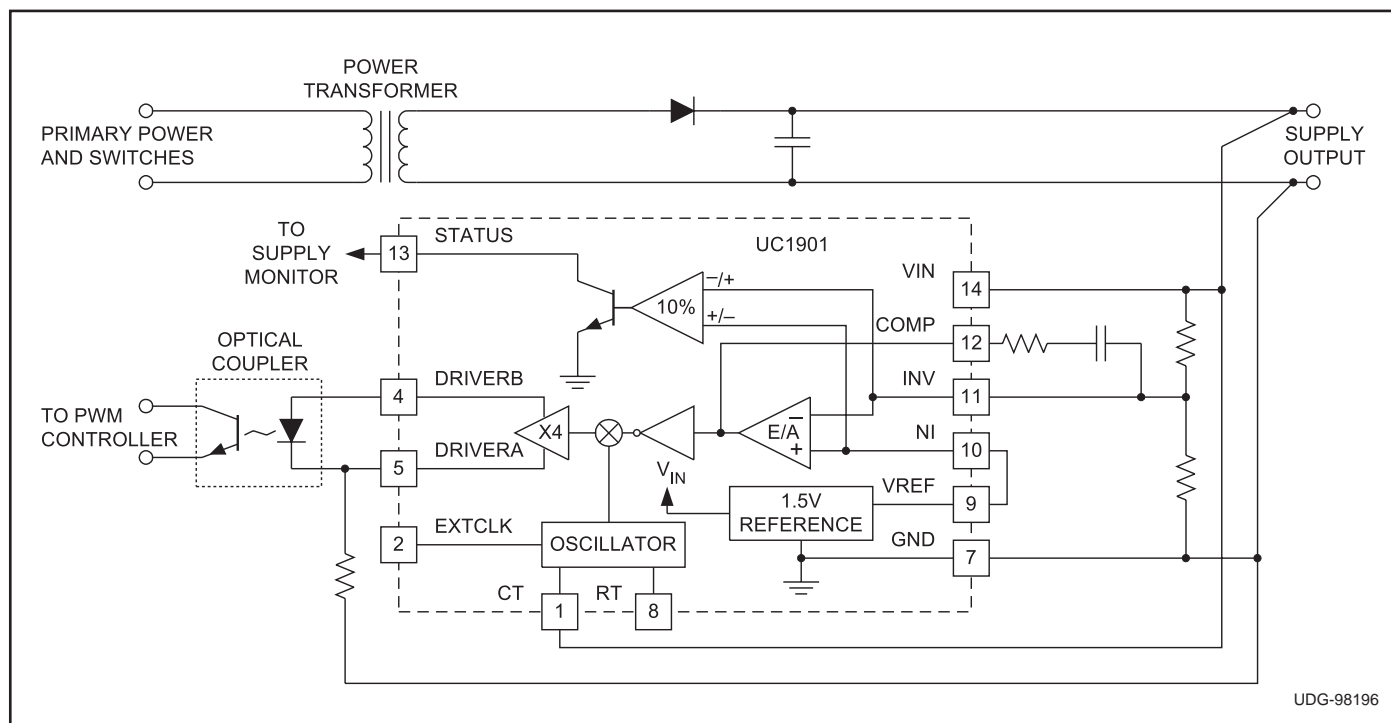 POWER
TRANSFORMER
PRIMARY POWER
AND SWITCHES
SUPPLY
OUTPUT
TO
SUPPLY
MONITOR
13
STATUS
UC1901
VIN
14
10%
–/+
+/–
COMP
12
OPTICAL
COUPLER
DRIVERB
4
INV
11
TO PWM
CONTROLLER
X4
E/A
–
+
NI
10
DRIVERA
5
VIN
1.5V
REFERENCE
VREF
9
EXTCLK
2
OSCILLATOR
GND
7
CT
1
RT
8
UDG-98196